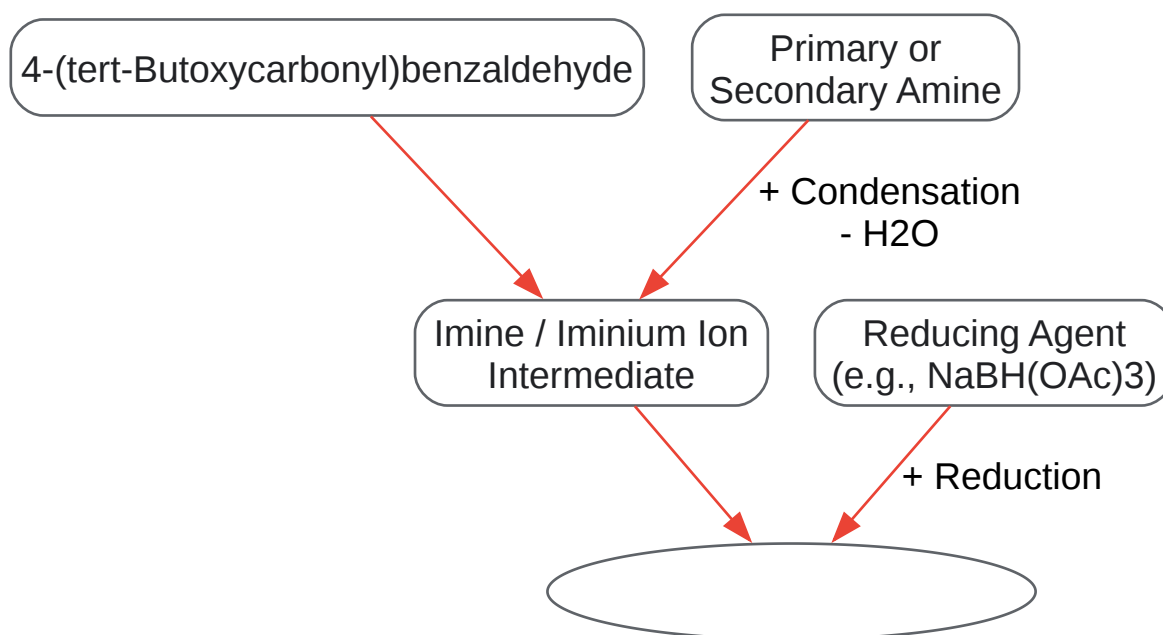 4-(tert-Butoxycarbonyl)benzaldehyde
Primary or
Secondary Amine
+ Condensation
- H2O
Imine / Iminium Ion
Intermediate
Reducing Agent
(e.g., NaBH(OAc)3)
+ Reduction